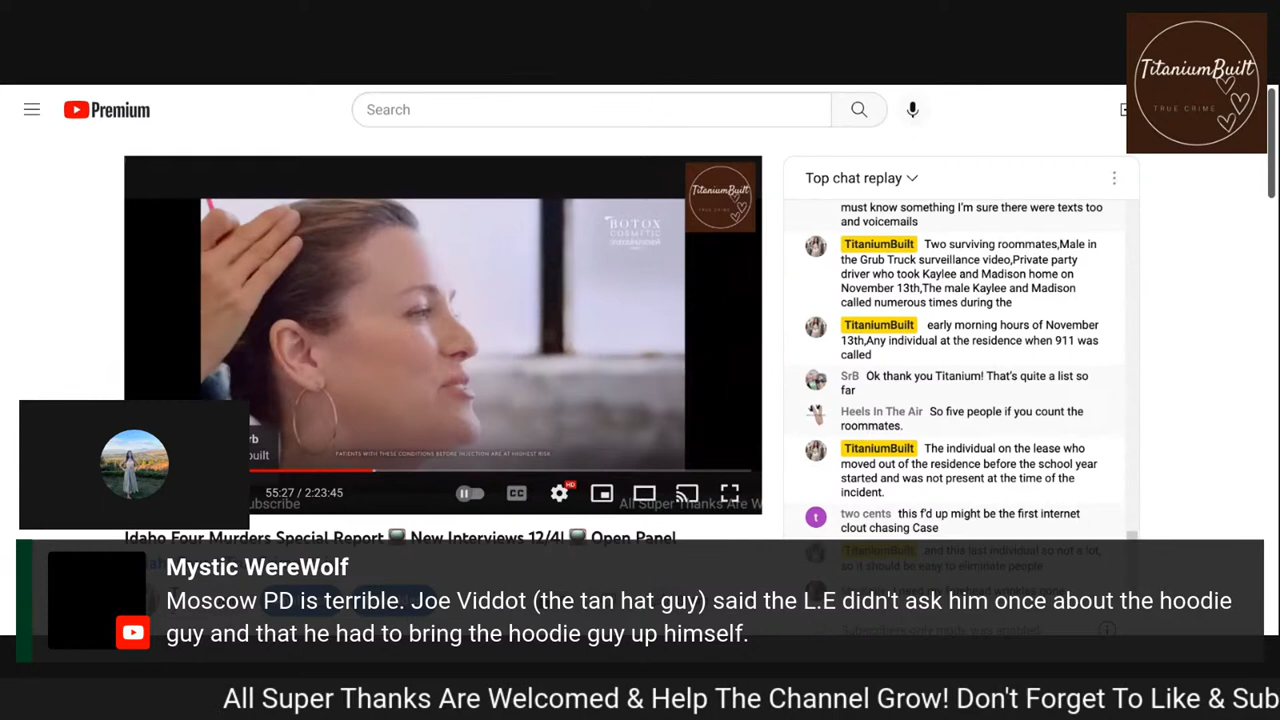 TitaniumBuilt
TRUE CRIME
Premium
Search
TitaniumBuilt
BOTOX
COSMETIC
PATIENTS WITH THESE CONDITIONS BEFORE INJECTION ARE AT HIGHEST RISK
rb
built
55:27 / 2:23:45
CC
HD
bscribe
All Super Thanks Are W
Idaho Four Murders Special Report 📺 New Interviews 12/4! 📺 Open Panel
Top chat replay
must know something I'm sure there were texts too
and voicemails
TitaniumBuilt Two surviving roommates,Male in
the Grub Truck surveillance video,Private party
driver who took Kaylee and Madison home on
November 13th,The male Kaylee and Madison
called numerous times during the
TitaniumBuilt early morning hours of November
13th,Any individual at the residence when 911 was
called
SrB Ok thank you Titanium! That's quite a list so
far
Heels In The Air So five people if you count the
roommates.
TitaniumBuilt The individual on the lease who
moved out of the residence before the school year
started and was not present at the time of the
incident.
t two cents this f'd up might be the first internet
clout chasing Case
TitaniumBuilt and this last individual so not a lot,
so it should be easy to eliminate people
Subscribers-only mode was enabled
Mystic WereWolf
Moscow PD is terrible. Joe Viddot (the tan hat guy) said the L.E didn't ask him once about the hoodie
guy and that he had to bring the hoodie guy up himself.
All Super Thanks Are Welcomed & Help The Channel Grow! Don't Forget To Like & Sub